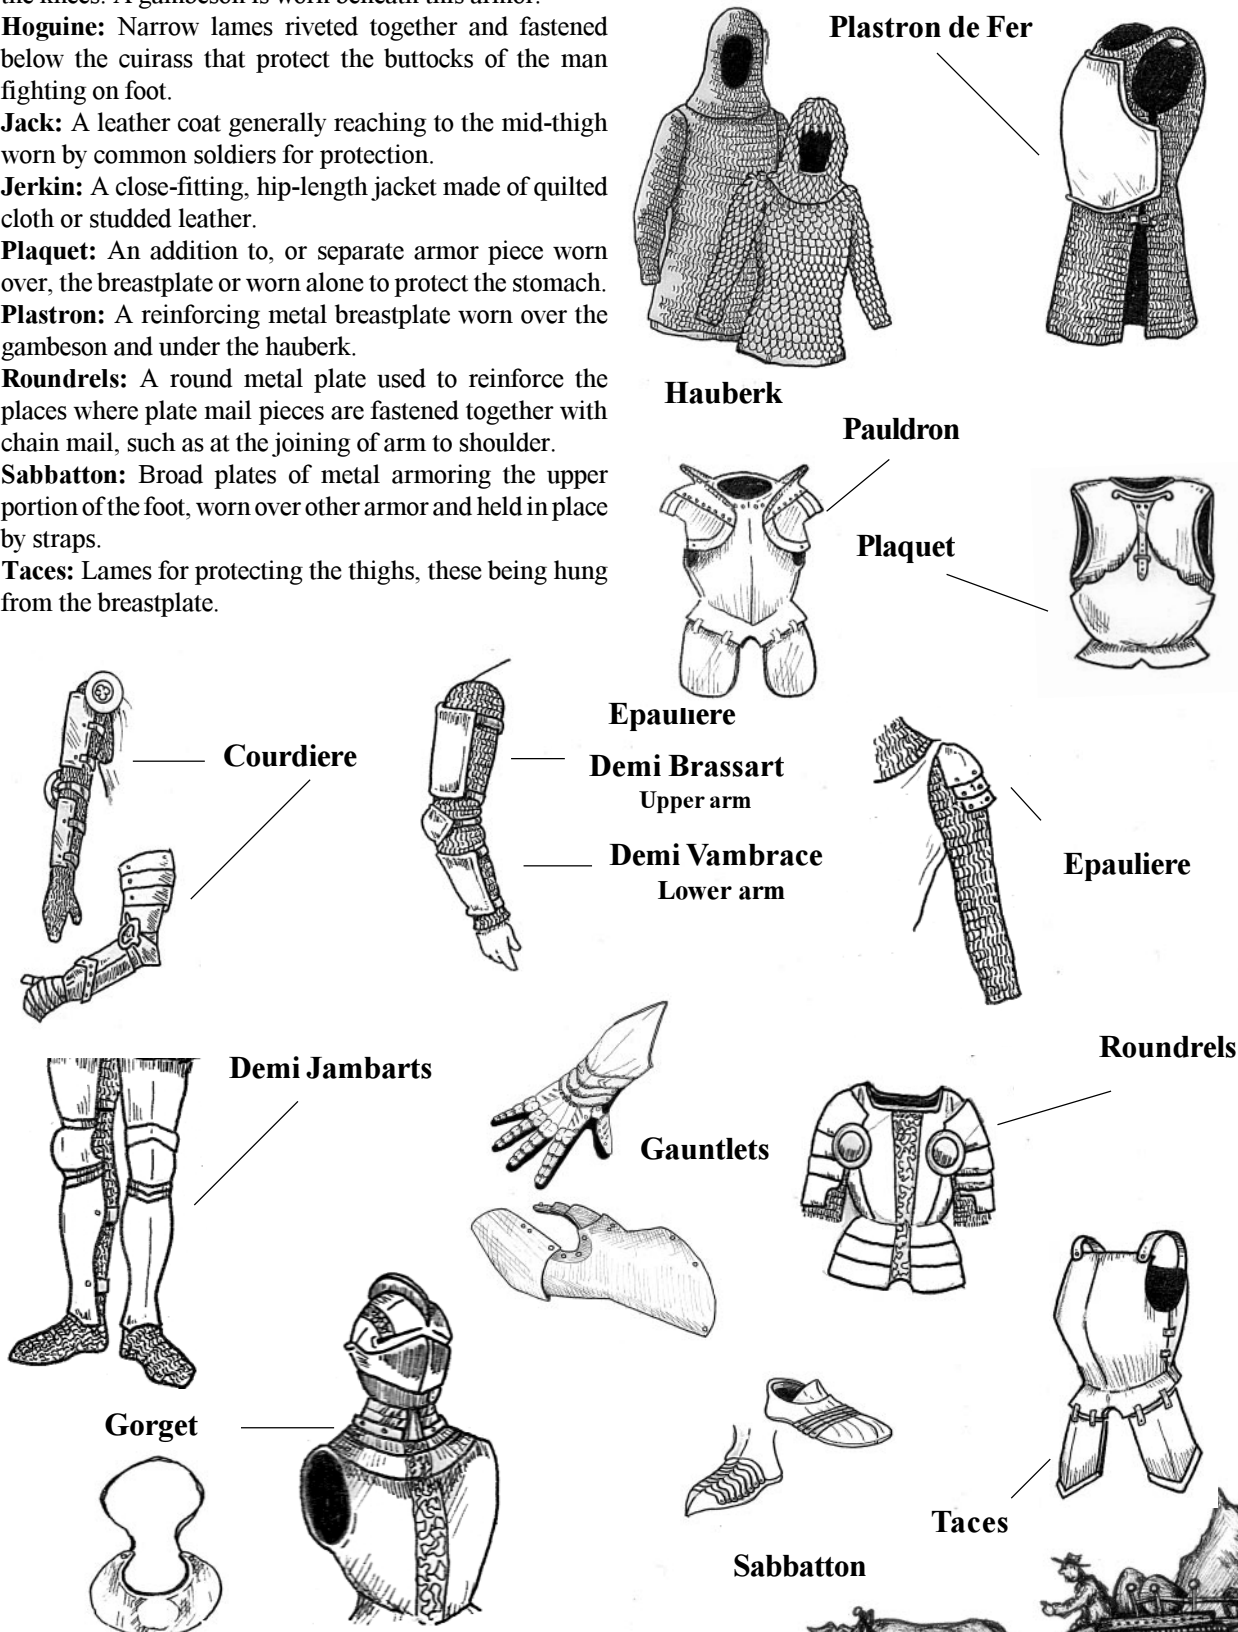 the knees. A gambeson is worn beneath this armor.
Hoguine: Narrow lames riveted together and fastened
below the cuirass that protect the buttocks of the man
fighting on foot.
Jack: A leather coat generally reaching to the mid-thigh
worn by common soldiers for protection.
Jerkin: A close-fitting, hip-length jacket made of quilted
cloth or studded leather.
Plaquet: An addition to, or separate armor piece worn
over, the breastplate or worn alone to protect the stomach.
Plastron: A reinforcing metal breastplate worn over the
gambeson and under the hauberk.
Roundrels: A round metal plate used to reinforce the
places where plate mail pieces are fastened together with
chain mail, such as at the joining of arm to shoulder.
Sabbatton: Broad plates of metal armoring the upper
portion of the foot, worn over other armor and held in place
by straps.
Taces: Lames for protecting the thighs, these being hung
from the breastplate.
Plastron de Fer
Hauberk
Pauldron
Plaquet
Epauliere
Courdiere
Demi Brassart
Upper arm
Demi Vambrace
Lower arm
Epauliere
Demi Jambarts
Gauntlets
Roundrels
Gorget
Taces
Sabbatton